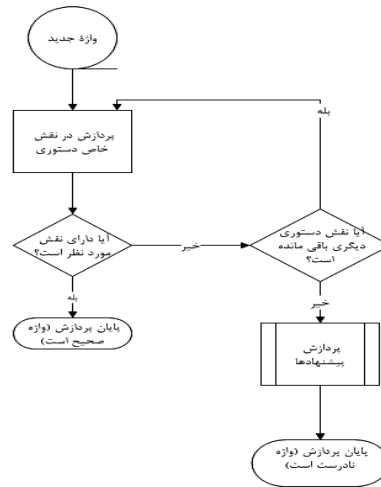 واژهٔ جدید
پردازش در نقش
خاص دستوری
بله
آیا دارای نقش
مورد نظر است؟
خیر
آیا نقش دستوری
دیگری باقی مانده
است؟
بله
خیر
پایان پردازش (واژه
صحیح است)
پردازش
پیشنهادها
پایان پردازش (واژه
نادرست است)